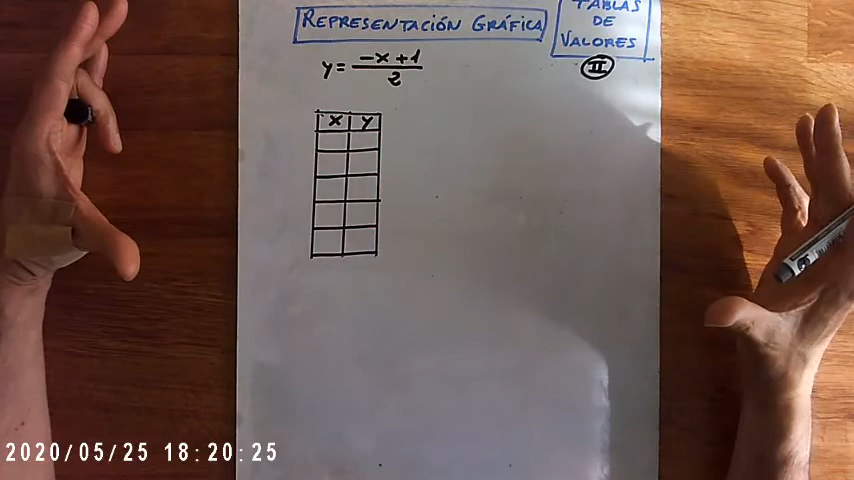 REPRESENTACIÓN GRÁFICA
TABLAS
DE
VALORES
II
y = -x + 1 / 2
x y
2020/05/25 18:20:25